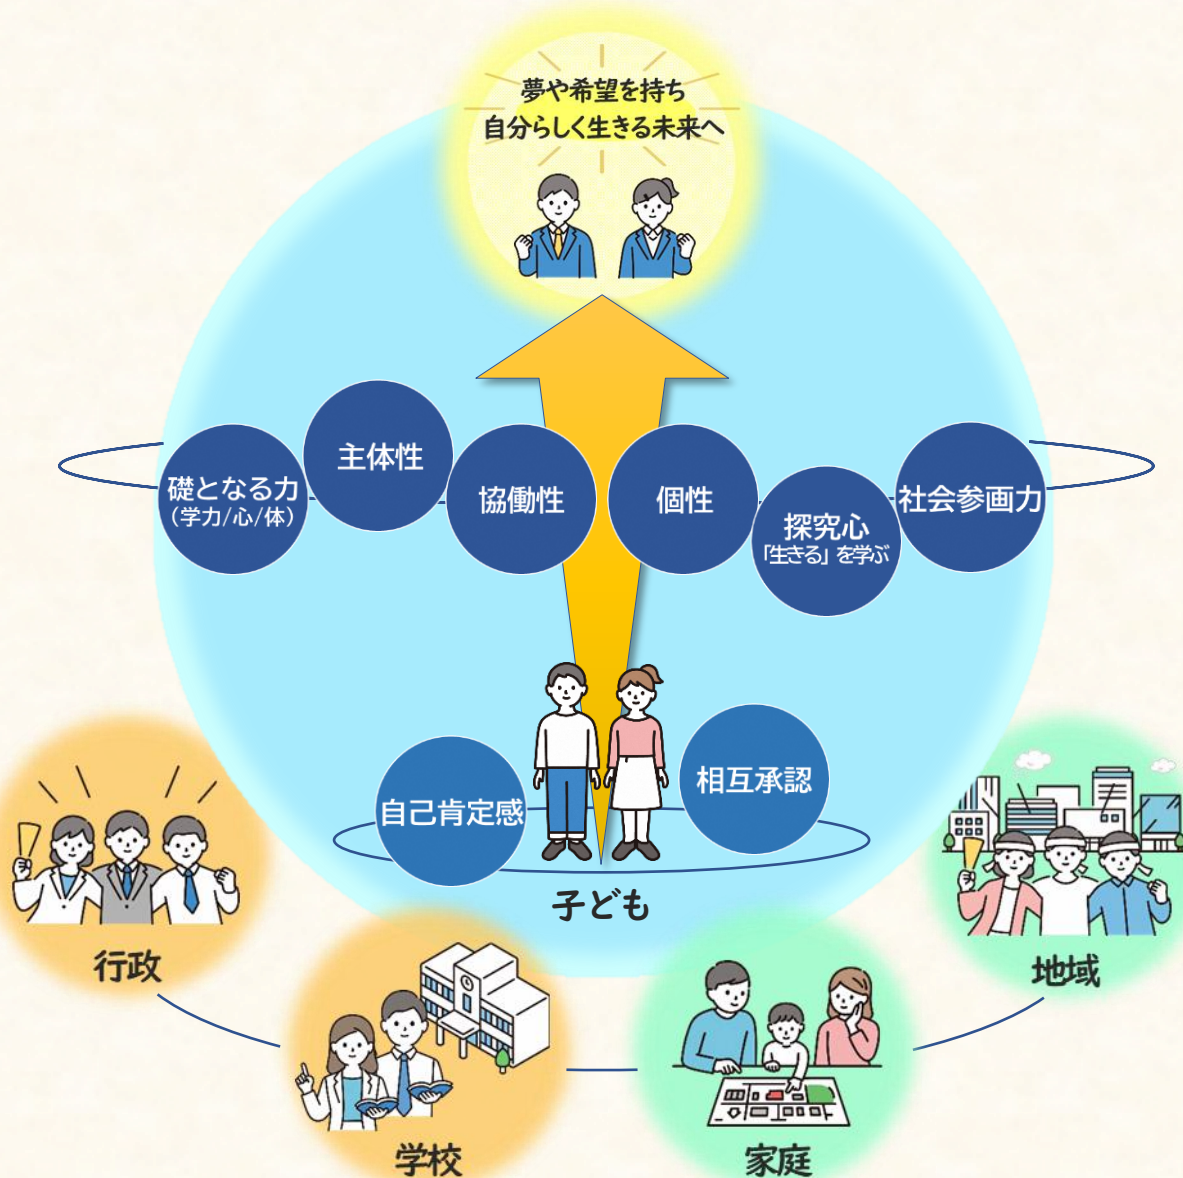 夢や希望を持ち
自分らしく生きる未来へ
礎となる力
（学力/心/体）
主体性
協働性
個性
探究心
「生きる」を学ぶ
社会参画力
自己肯定感
相互承認
子ども
行政
学校
家庭
地域